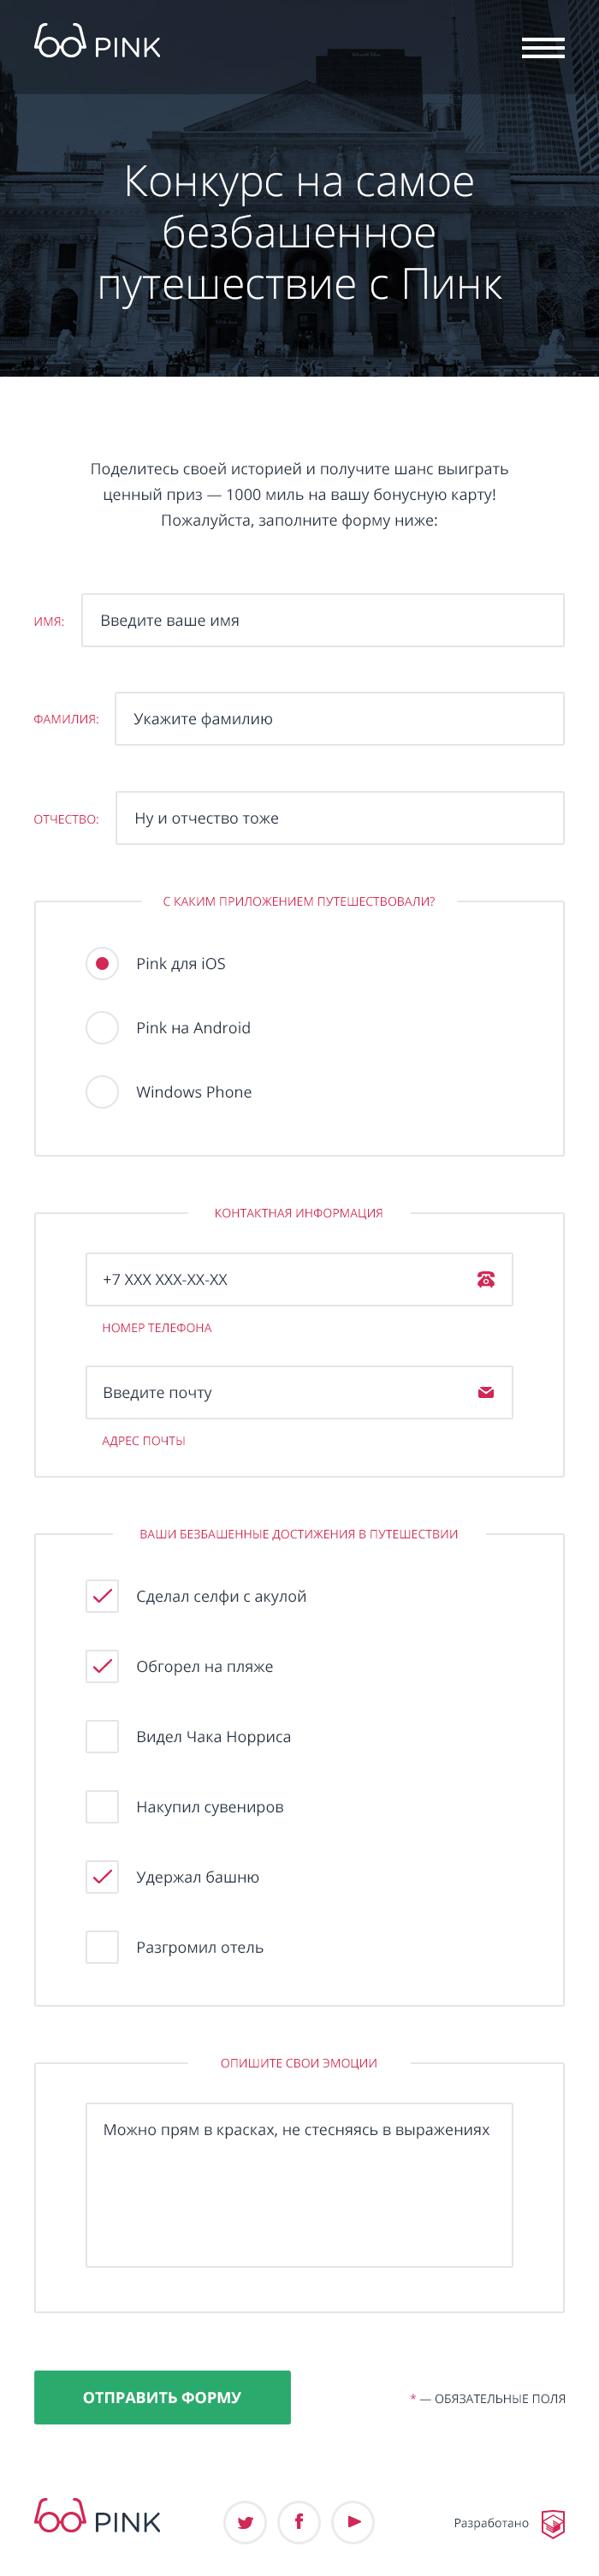 PINK
Конкурс на самое
безбашенное
путешествие с Пинк
Поделитесь своей историей и получите шанс выиграть
ценный приз — 1000 миль на вашу бонусную карту!
Пожалуйста, заполните форму ниже:
ИМЯ:
Введите ваше имя
ФАМИЛИЯ:
Укажите фамилию
ОТЧЕСТВО:
Ну и отчество тоже
С КАКИМ ПРИЛОЖЕНИЕМ ПУТЕШЕСТВОВАЛИ?
Pink для iOS
Pink на Android
Windows Phone
КОНТАКТНАЯ ИНФОРМАЦИЯ
+7 XXX XXX-XX-XX
НОМЕР ТЕЛЕФОНА
Введите почту
АДРЕС ПОЧТЫ
ВАШИ БЕЗБАШЕННЫЕ ДОСТИЖЕНИЯ В ПУТЕШЕСТВИИ
Сделал селфи с акулой
Обгорел на пляже
Видел Чака Норриса
Накупил сувениров
Удержал башню
Разгромил отель
ОПИШИТЕ СВОИ ЭМОЦИИ
Можно прям в красках, не стесняясь в выражениях
ОТПРАВИТЬ ФОРМУ
* — ОБЯЗАТЕЛЬНЫЕ ПОЛЯ
PINK
Разработано